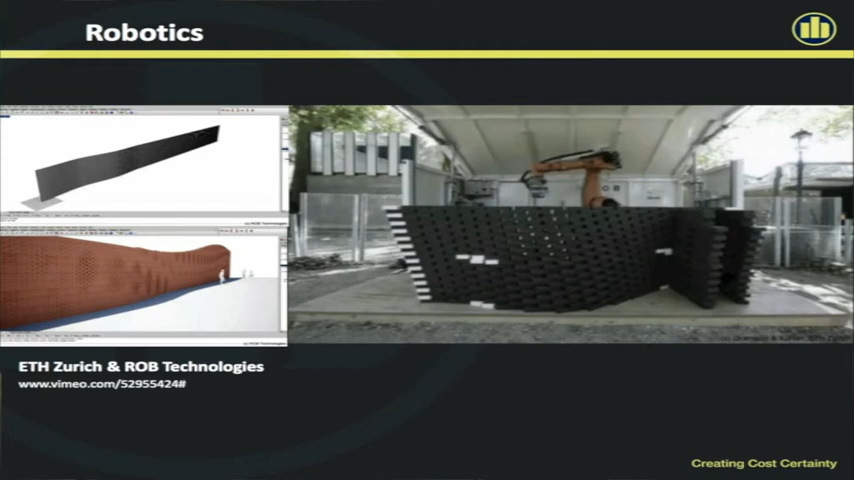 Robotics
ETH Zurich & ROB Technologies
www.vimeo.com/52955424#
Creating Cost Certainty